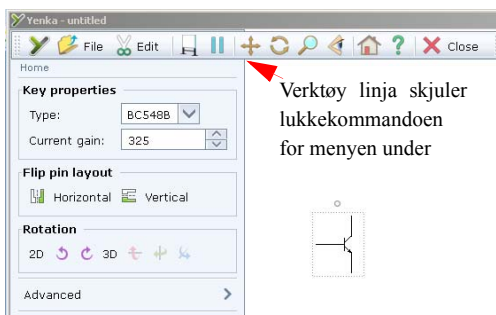 Yenka - untitled
File Edit ? Close
Home
Key properties
Type: BC548B
Current gain: 325
Flip pin layout
Horizontal Vertical
Rotation
2D 3D
Advanced
Verktøy linja skjuler
lukkekommandoen
for menyen under